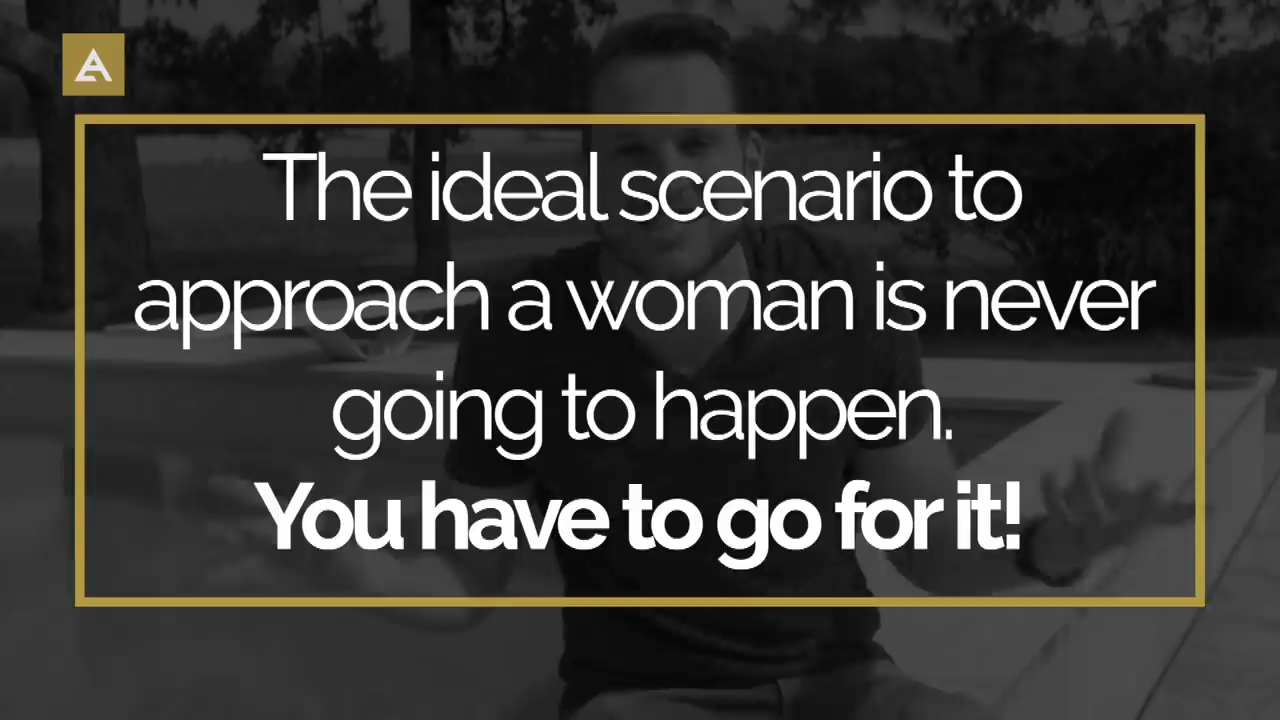 The ideal scenario to
approach a woman is never
going to happen.
You have to go for it!